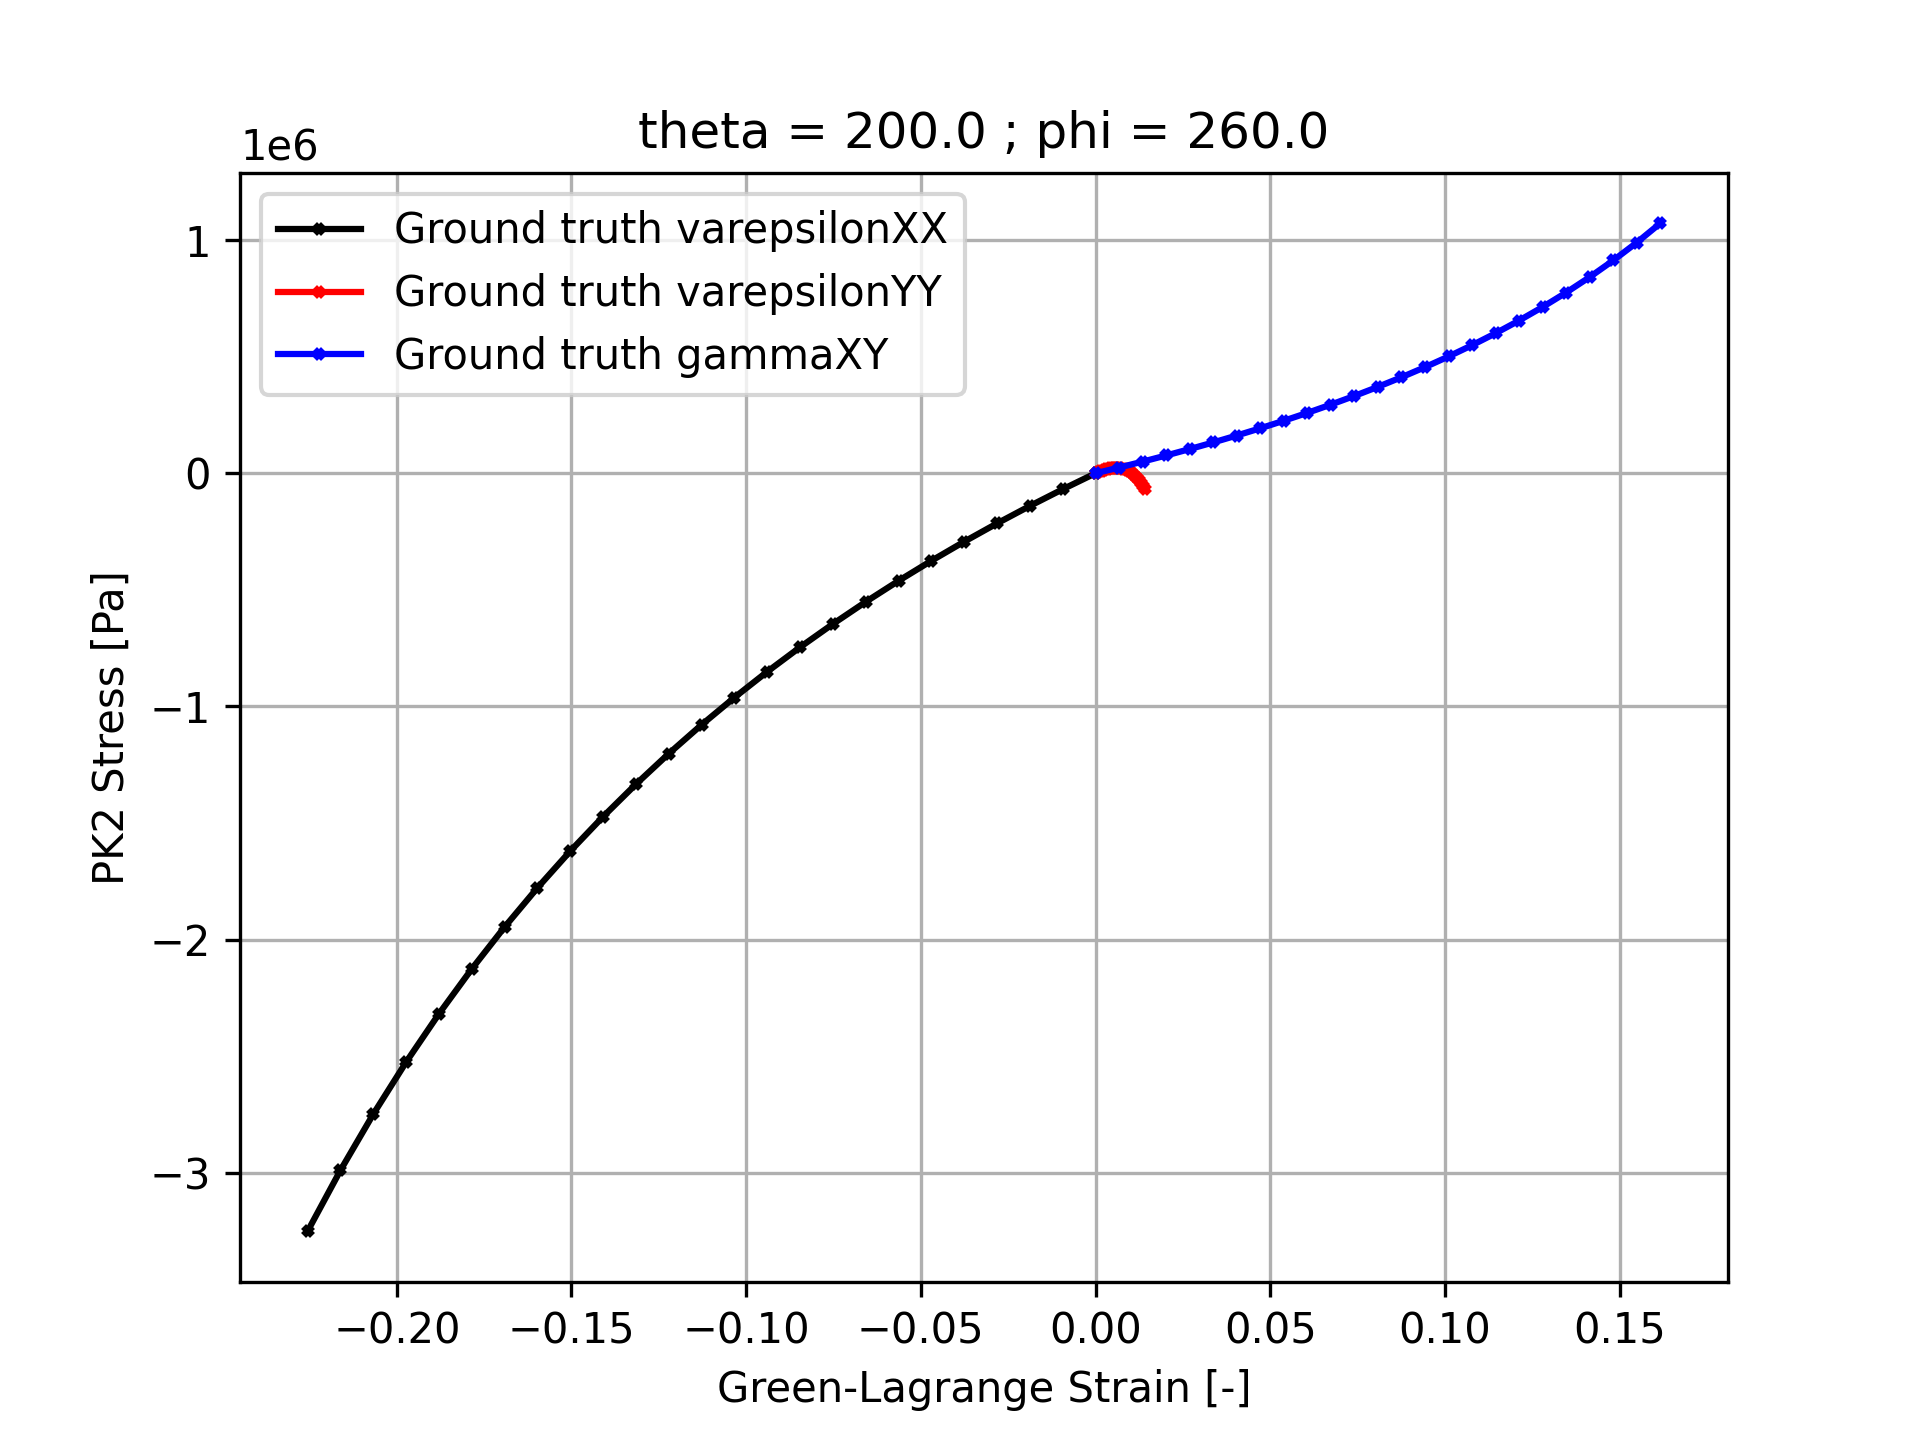 theta = 200.0 ; phi = 260.0
1e6
Ground truth varepsilonXX
Ground truth varepsilonYY
Ground truth gammaXY
1
0
−1
−2
−3
PK2 Stress [Pa]
−0.20 −0.15 −0.10 −0.05 0.00 0.05 0.10 0.15
Green-Lagrange Strain [-]